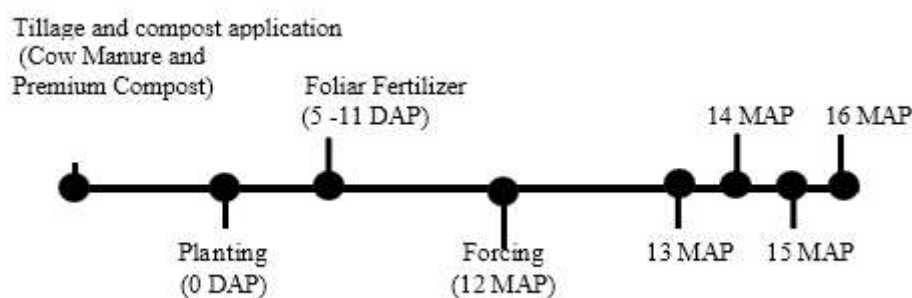 Tillage and compost application
(Cow Manure and
Premium Compost)
Foliar Fertilizer
(5 -11 DAP)
14 MAP
16 MAP
Planting
(0 DAP)
Forcing
(12 MAP)
13 MAP
15 MAP